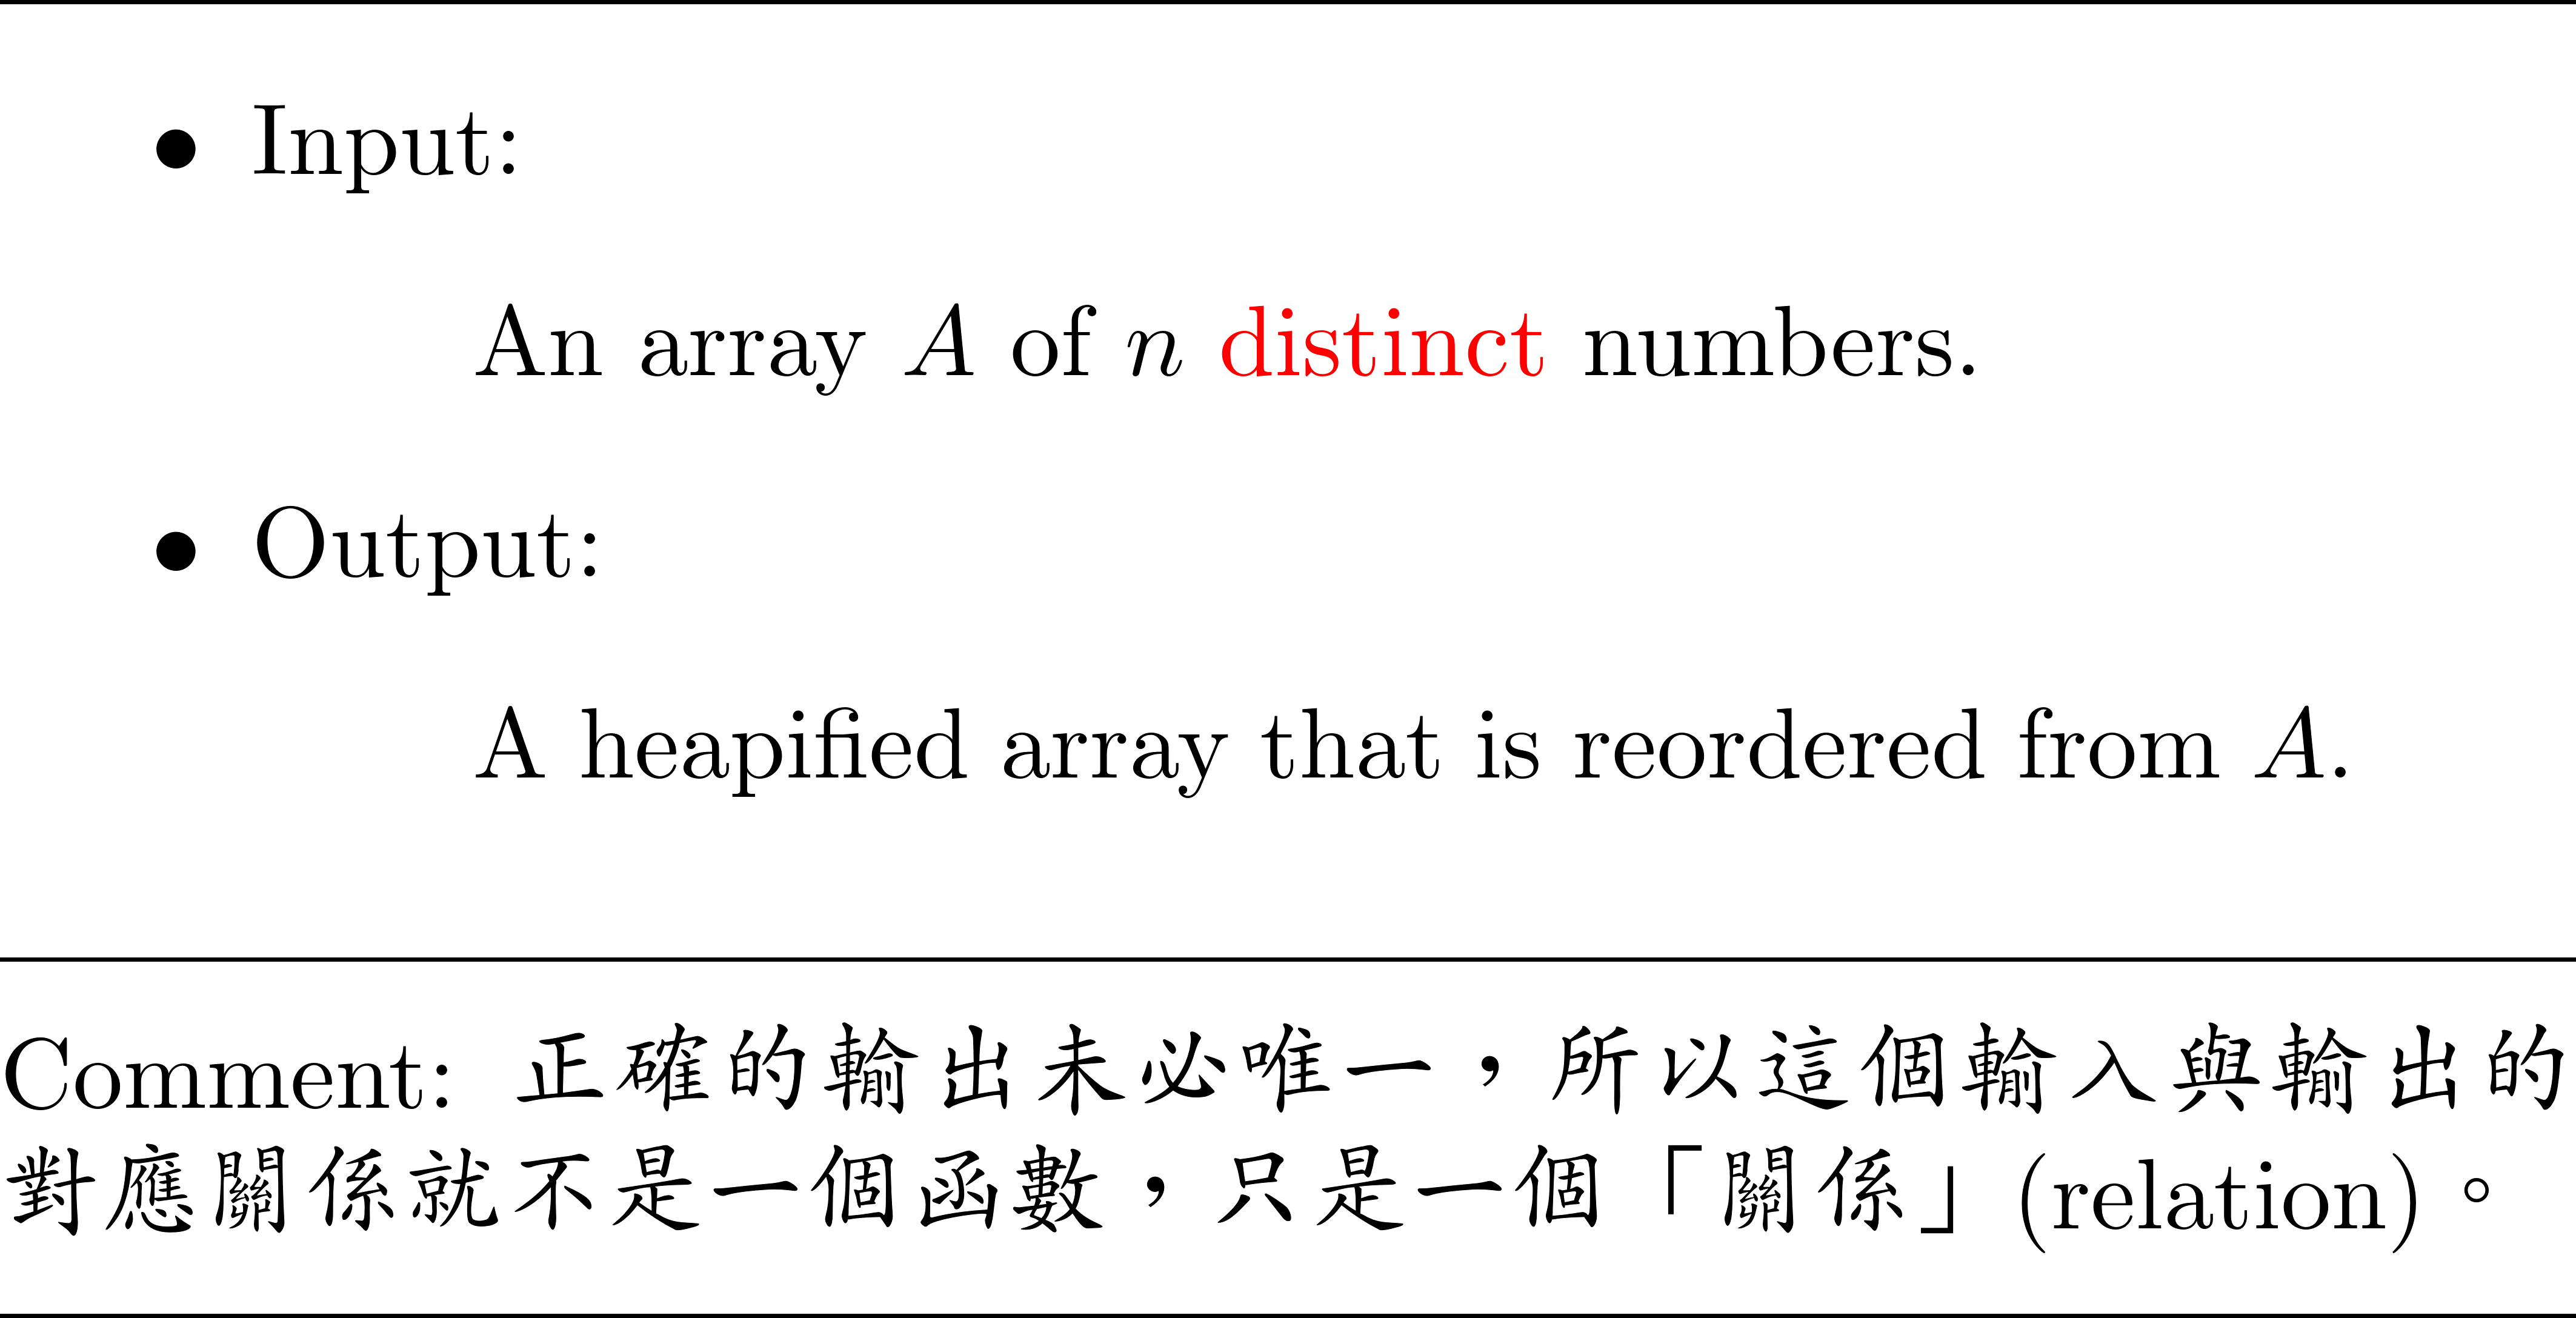 • Input:
An array A of n distinct numbers.
• Output:
A heapified array that is reordered from A.
Comment: 正確的輸出未必唯一，所以這個輸入與輸出的
對應關係就不是一個函數，只是一個「關係」(relation)。